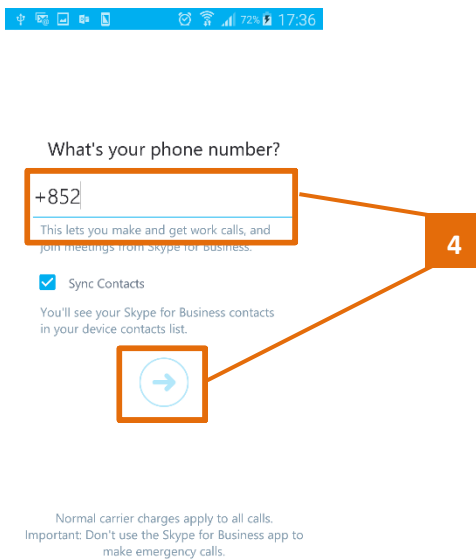 72% 17:36
What's your phone number?
+852
This lets you make and get work calls, and
join meetings from Skype for Business.
4
Sync Contacts
You'll see your Skype for Business contacts
in your device contacts list.
Normal carrier charges apply to all calls.
Important: Don't use the Skype for Business app to
make emergency calls.